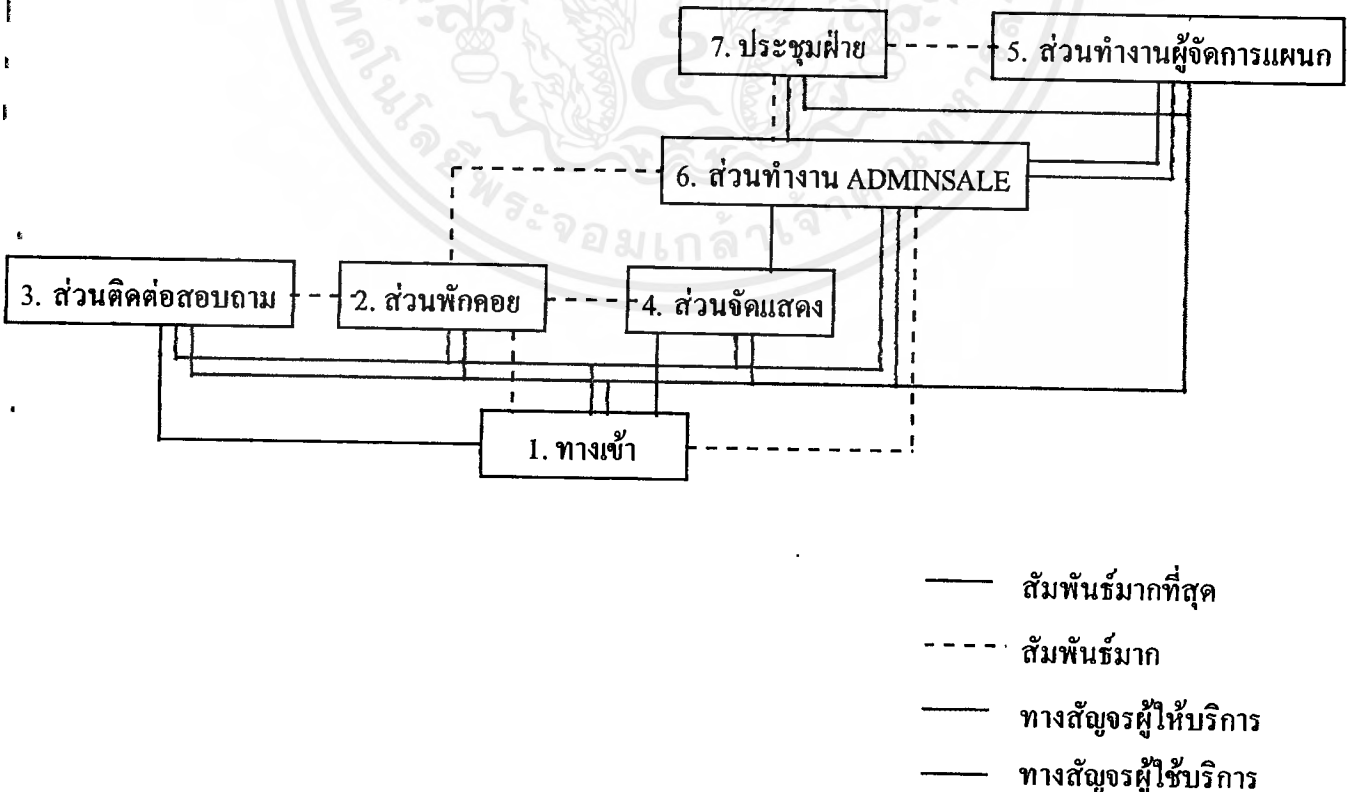 7. ประชุมฝ่าย
5. ส่วนทำงานผู้จัดการแผนก
6. ส่วนทำงาน ADMINSALE
3. ส่วนติดต่อสอบถาม
2. ส่วนพักคอย
4. ส่วนจัดแสดง
1. ทางเข้า
สัมพันธ์มากที่สุด
สัมพันธ์มาก
ทางสัญจรผู้ให้บริการ
ทางสัญจรผู้ใช้บริการ